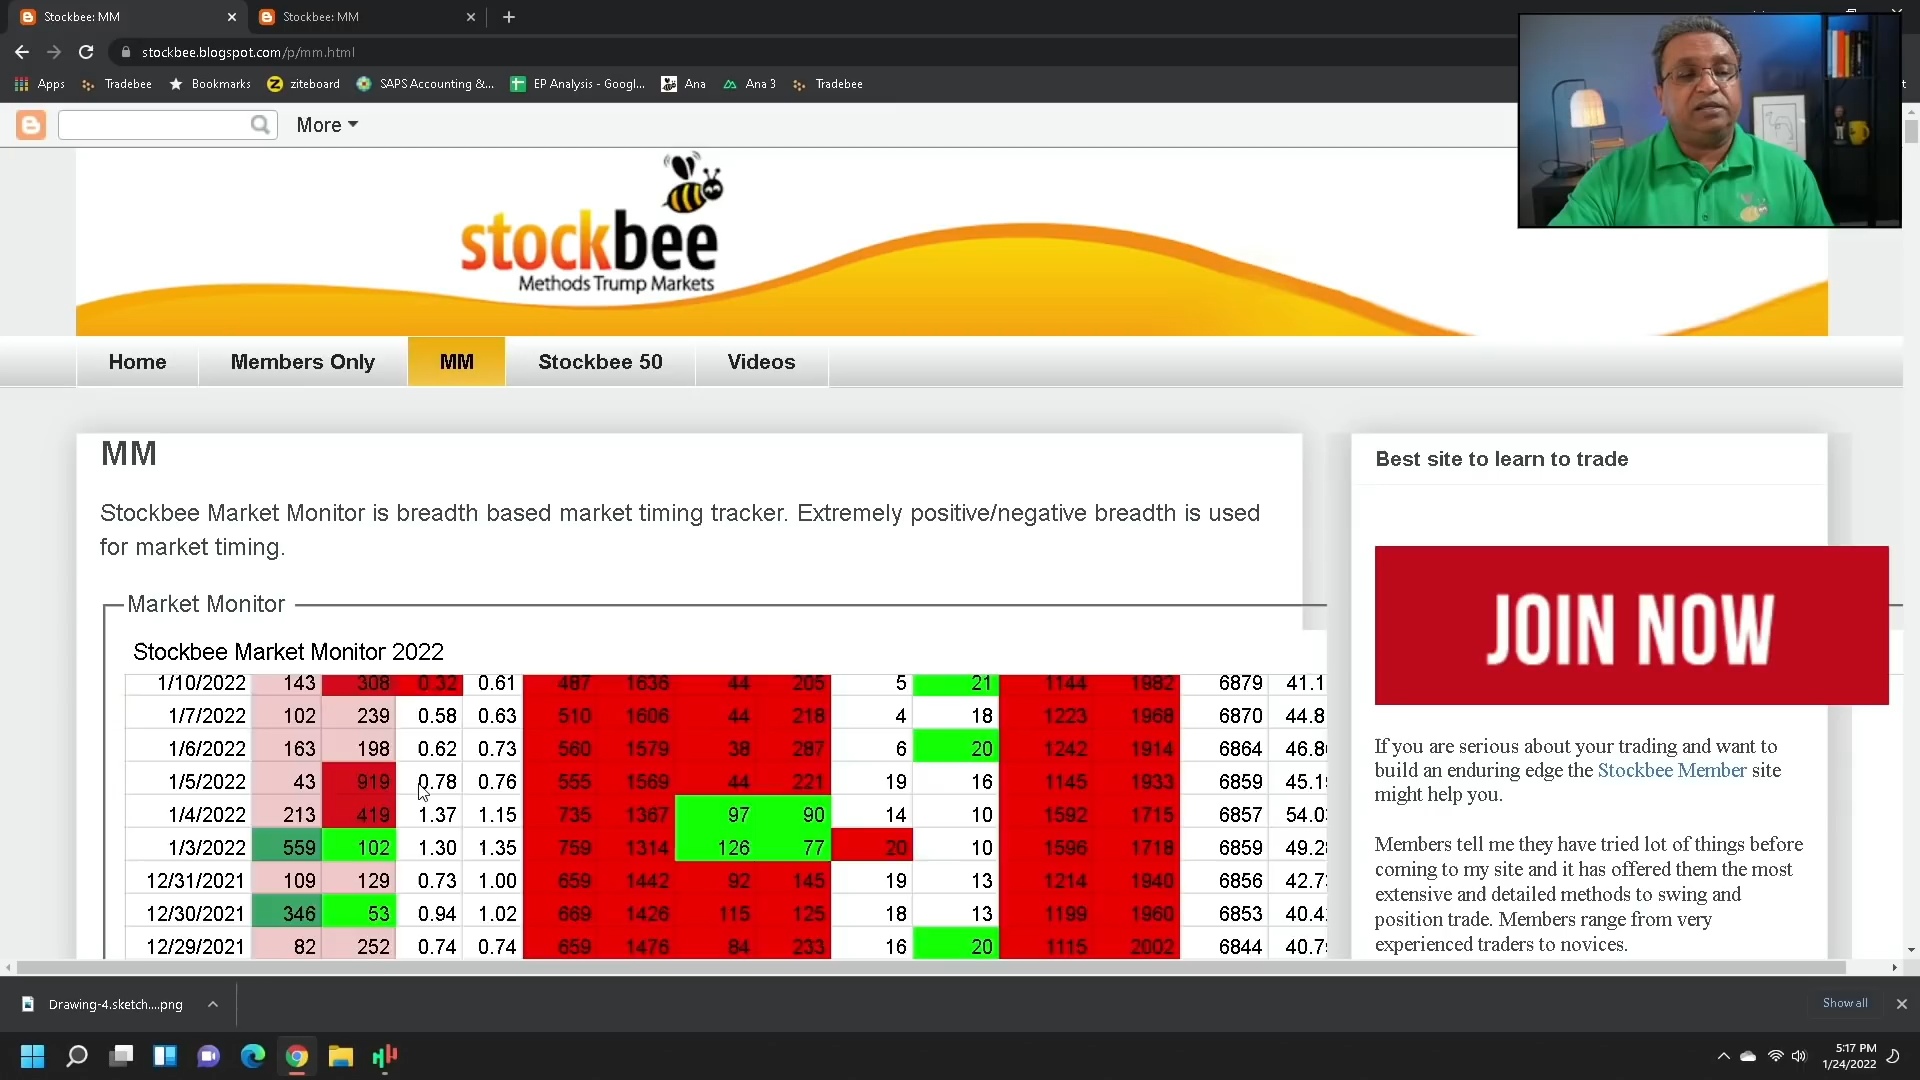 Stockbee: MM
Stockbee: MM
stockbee.blogspot.com/p/mm.html
Apps Tradebee Bookmarks ziteboard SAPS Accounting &... EP Analysis - Googl... Ana Ana 3 Tradebee
More
stockbee
Methods Trump Markets
Home Members Only MM Stockbee 50 Videos
MM
Stockbee Market Monitor is breadth based market timing tracker. Extremely positive/negative breadth is used
for market timing.
Market Monitor
Stockbee Market Monitor 2022
1/10/2022 143 308 0.32 0.61 487 1636 44 205 5 21 1144 1982 6879 41.1
1/7/2022 102 239 0.58 0.63 510 1606 44 218 4 18 1223 1968 6870 44.8
1/6/2022 163 198 0.62 0.73 560 1579 38 287 6 20 1242 1914 6864 46.8
1/5/2022 43 919 0.78 0.76 555 1569 44 221 19 16 1145 1933 6859 45.1
1/4/2022 213 419 1.37 1.15 735 1367 97 90 14 10 1592 1715 6857 54.0
1/3/2022 559 102 1.30 1.35 759 1314 126 77 20 10 1596 1718 6859 49.2
12/31/2021 109 129 0.73 1.00 659 1442 92 145 19 13 1214 1940 6856 42.7
12/30/2021 346 53 0.94 1.02 669 1426 115 125 18 13 1199 1960 6853 40.4
12/29/2021 82 252 0.74 0.74 659 1476 84 233 16 20 1115 2002 6844 40.7
Best site to learn to trade
JOIN NOW
If you are serious about your trading and want to
build an enduring edge the Stockbee Member site
might help you.
Members tell me they have tried lot of things before
coming to my site and it has offered them the most
extensive and detailed methods to swing and
position trade. Members range from very
experienced traders to novices.
Drawing-4.sketch....png
Show all
5:17 PM
1/24/2022